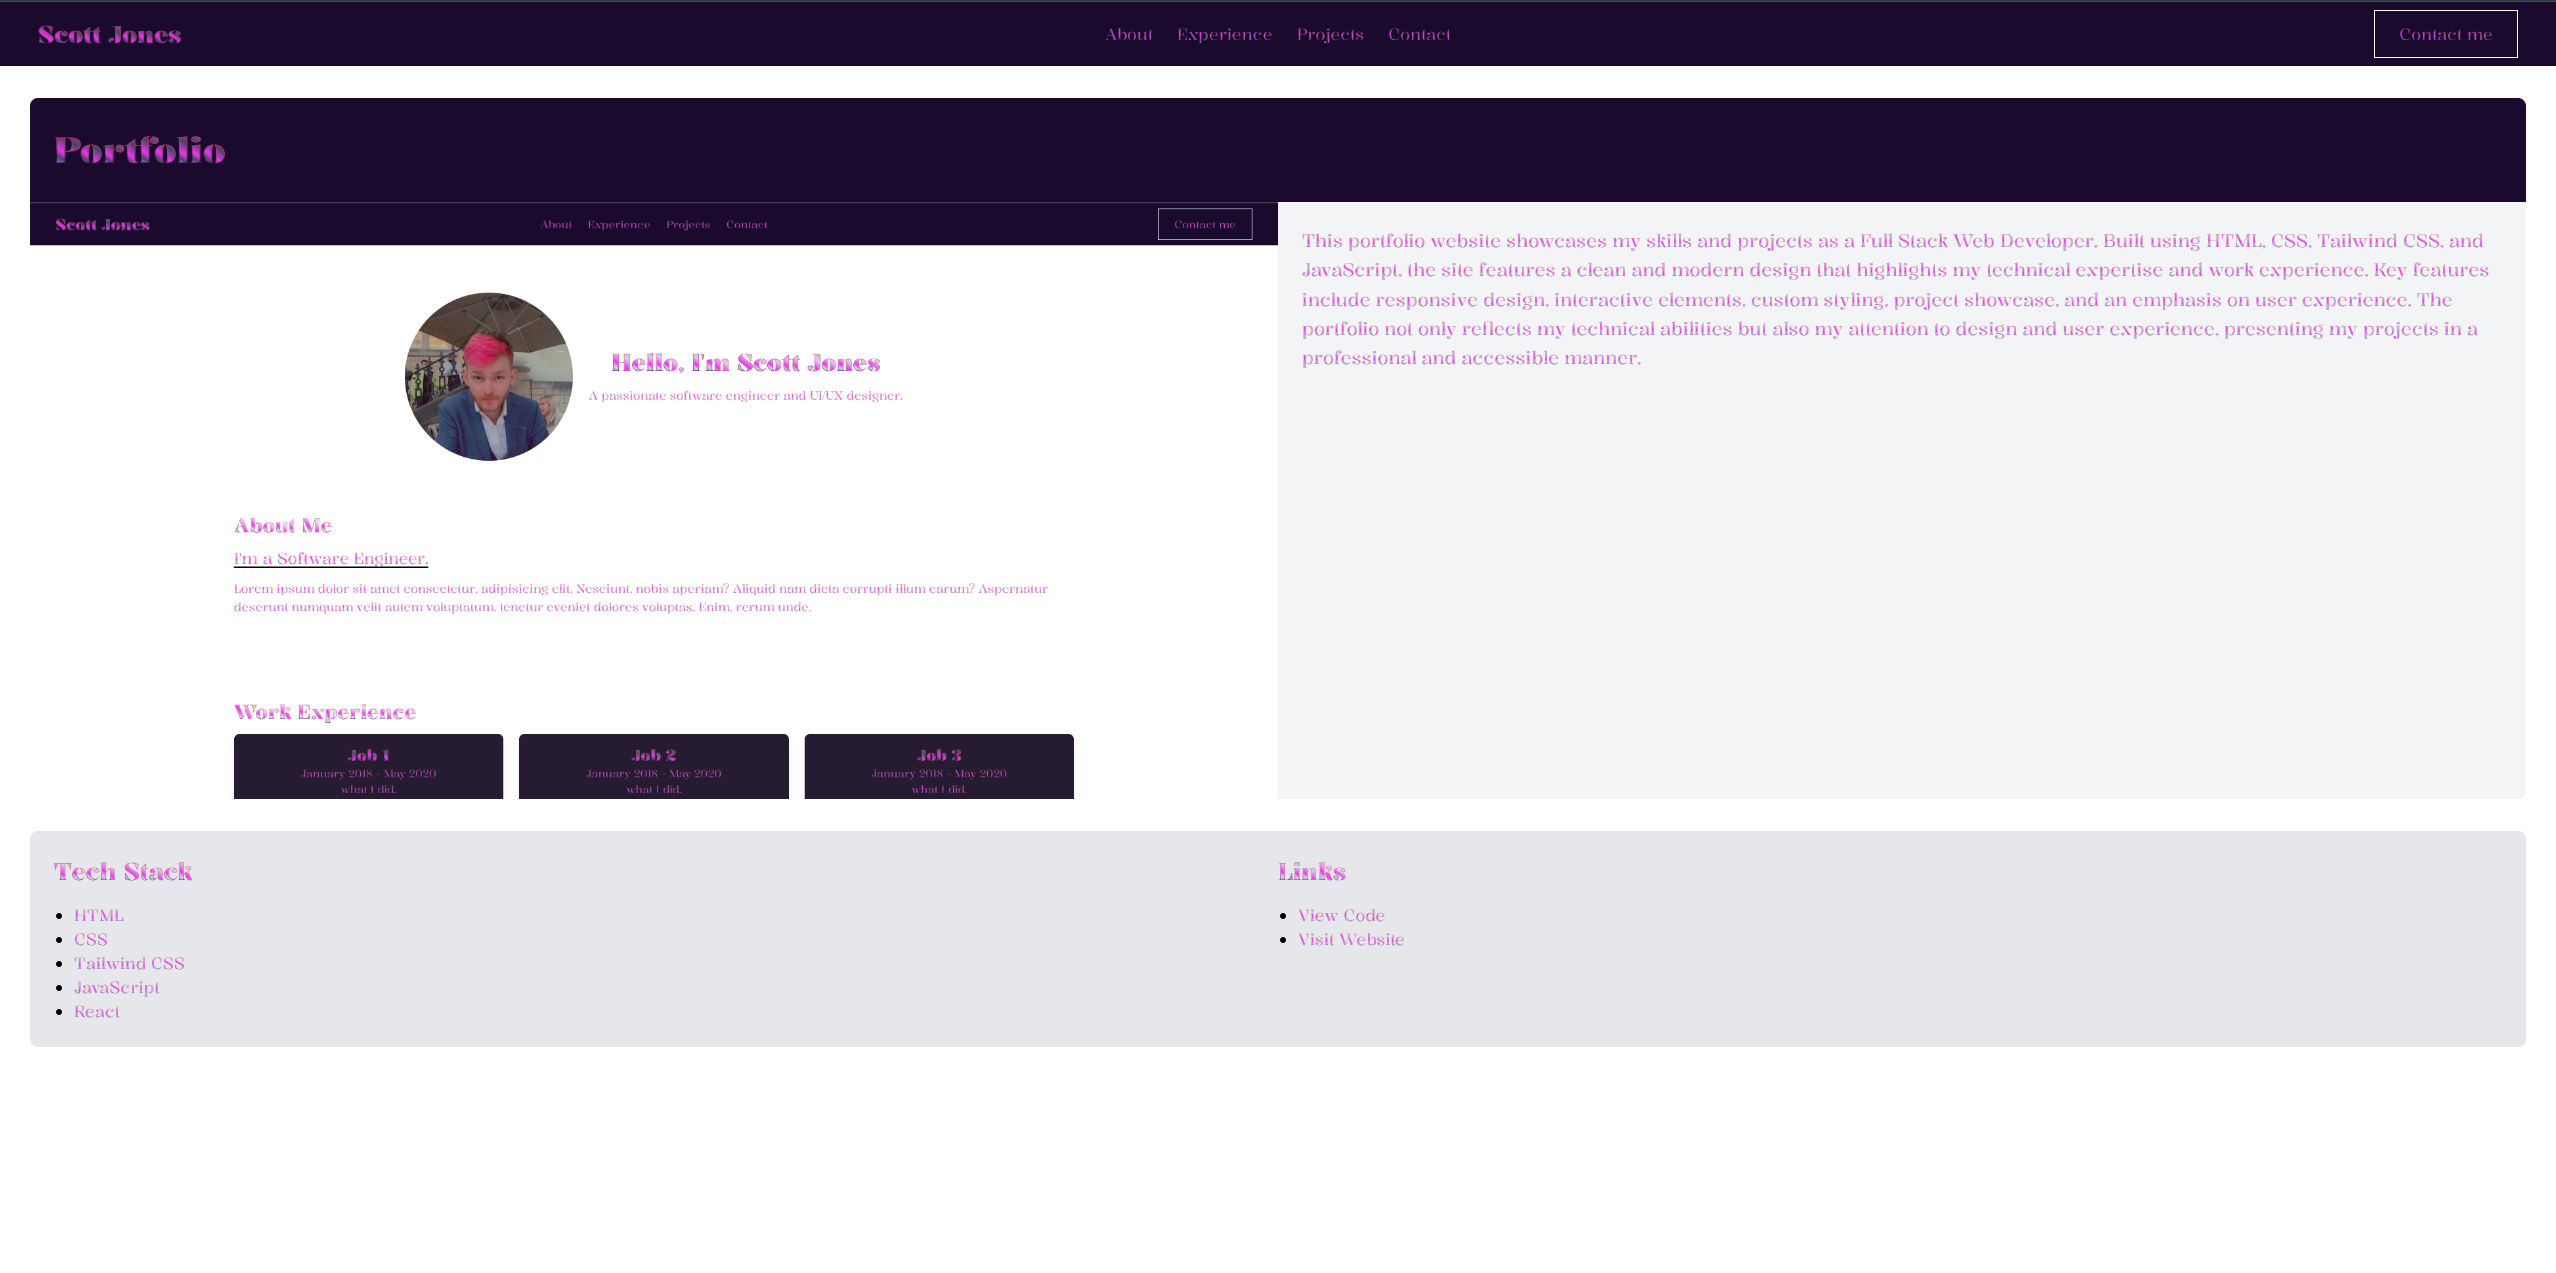 Scott Jones
About Experience Projects Contact
Contact me
Portfolio
Scott Jones
About Experience Projects Contact
Contact me
Hello, I'm Scott Jones
A passionate software engineer and UI/UX designer.
About Me
I'm a Software Engineer.
Lorem ipsum dolor sit amet consectetur, adipisicing elit. Nesciunt, nobis aperiam? Aliquid nam dicta corrupti illum earum? Aspernatur
deserunt numquam velit autem voluptatum, tenetur eveniet dolores voluptas. Enim, rerum unde.
Work Experience
Job 1
January 2018 - May 2020
what I did.
Job 2
January 2018 - May 2020
what I did.
Job 3
January 2018 - May 2020
what I did.
This portfolio website showcases my skills and projects as a Full Stack Web Developer. Built using HTML, CSS, Tailwind CSS, and
JavaScript, the site features a clean and modern design that highlights my technical expertise and work experience. Key features
include responsive design, interactive elements, custom styling, project showcase, and an emphasis on user experience. The
portfolio not only reflects my technical abilities but also my attention to design and user experience, presenting my projects in a
professional and accessible manner.
Tech Stack
HTML
CSS
Tailwind CSS
JavaScript
React
Links
View Code
Visit Website